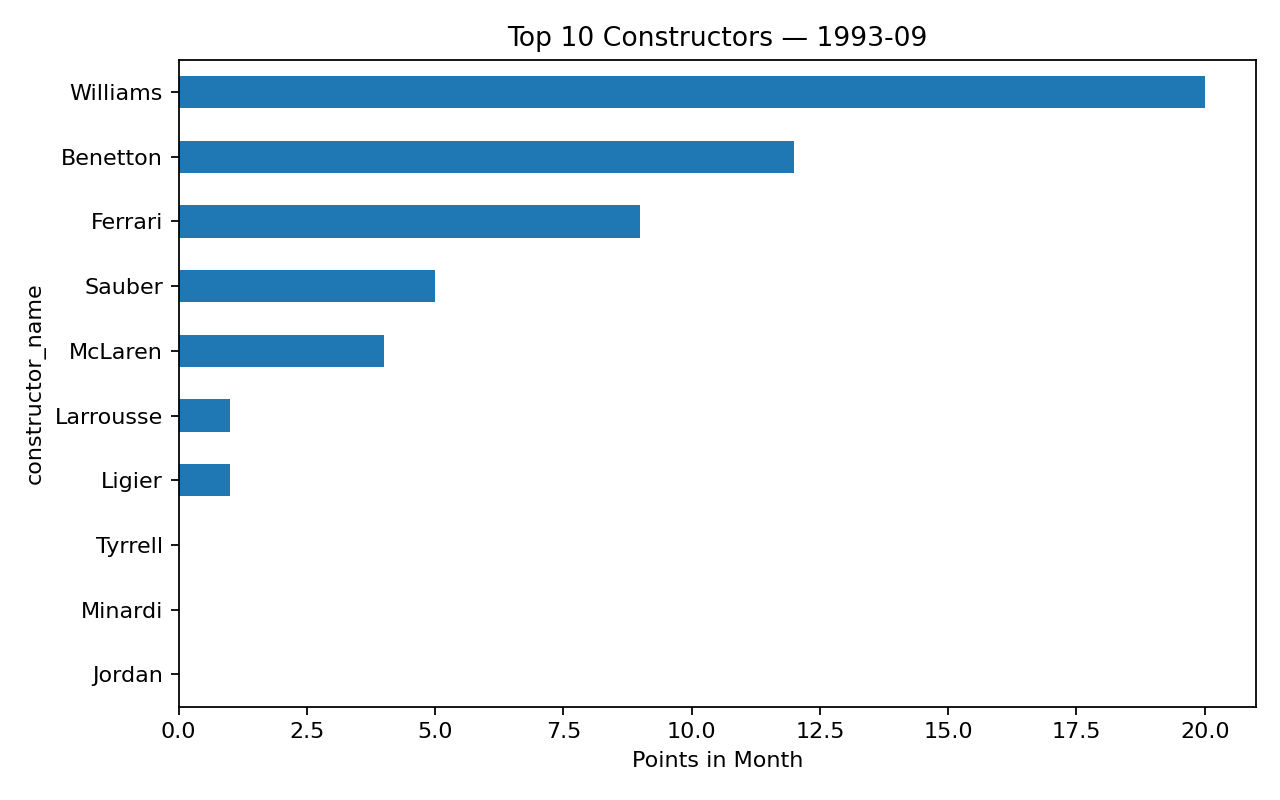 Top 10 Constructors — 1993-09
Williams
Benetton
Ferrari
Sauber
McLaren
Larrousse
Ligier
Tyrrell
Minardi
Jordan
constructor_name
0.0 2.5 5.0 7.5 10.0 12.5 15.0 17.5 20.0
Points in Month